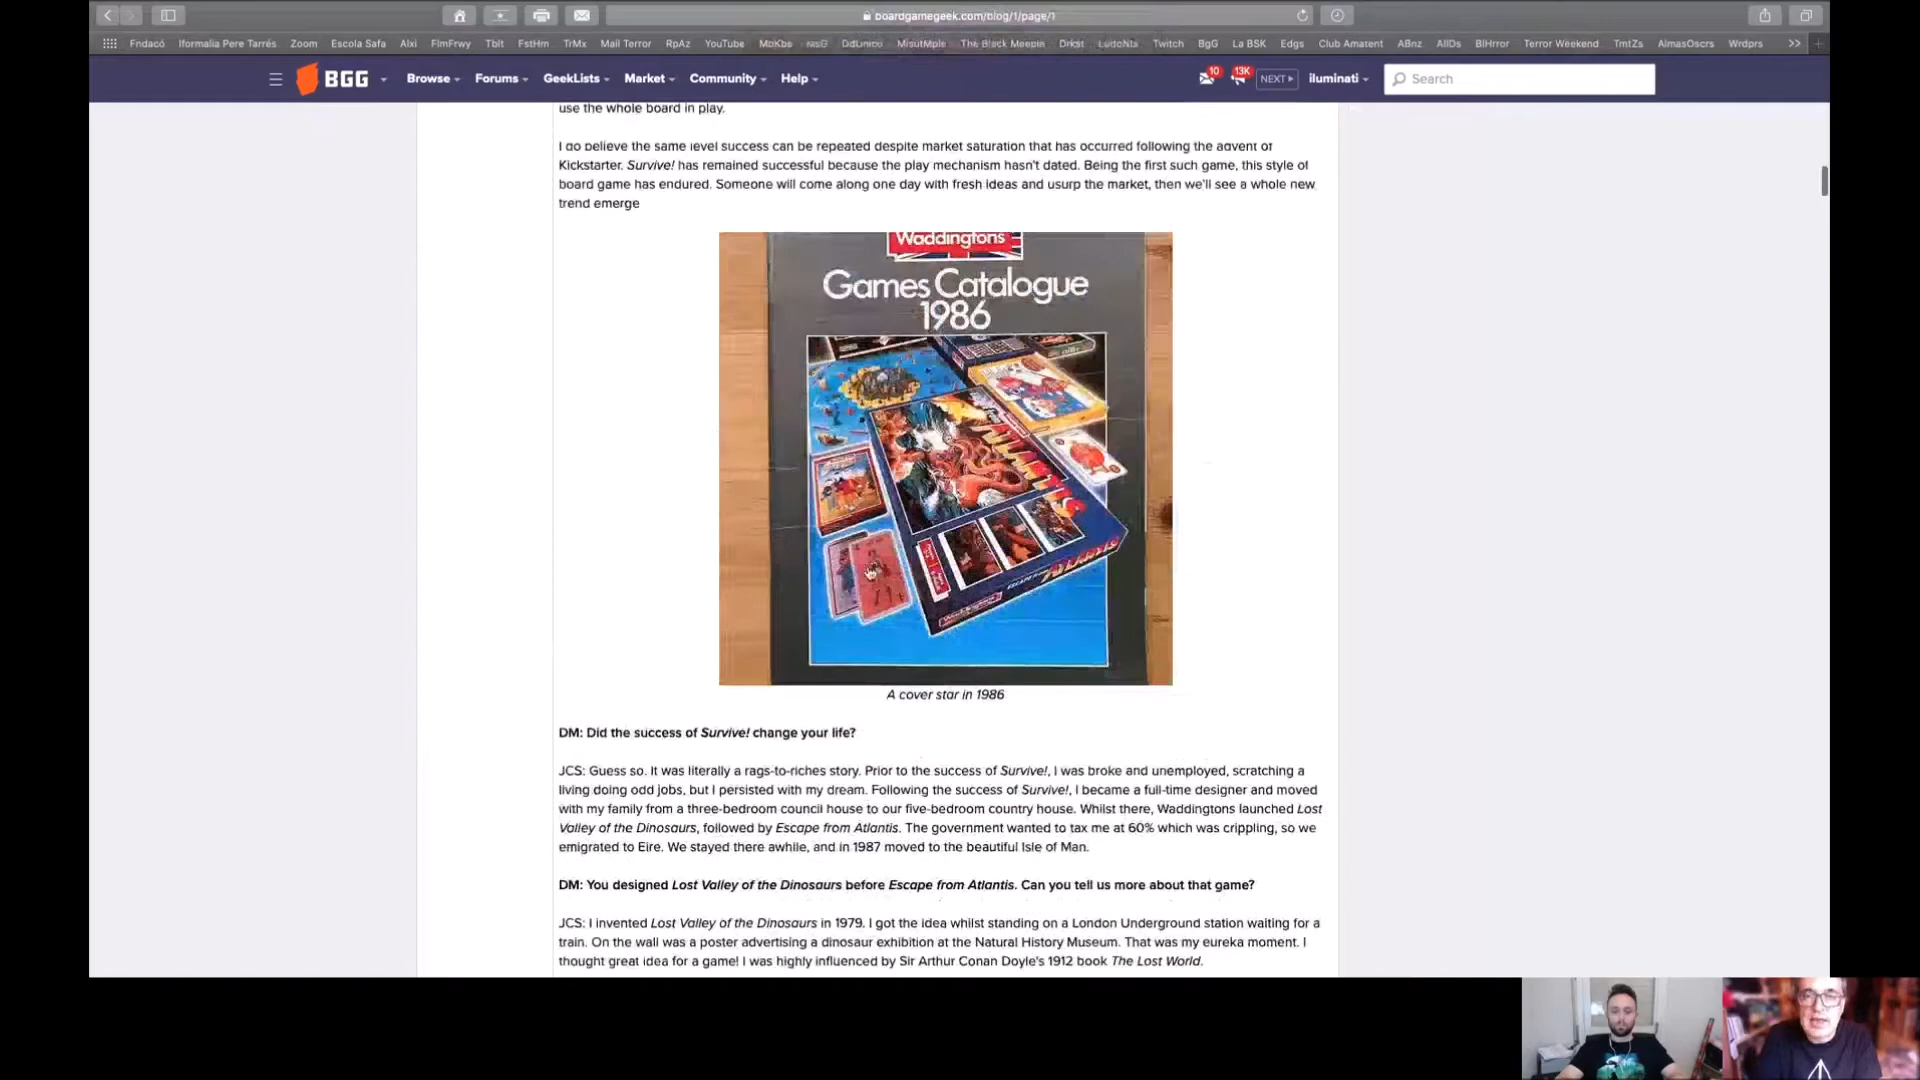 boardgamegeek.com/blog/1/page/1
Fndacó Iformalia Pere Tarrés Zoom Escola Safa Alxi FlmFrwy Tblt FstHm TrMx Mail Terror RpAz YouTube MpKbs DdUnico MisutMple The Black Meeple Drkst LudoNts Twitch BgG La BSK Edgs Club Amatent ABnz AllDs BlHrror Terror Weekend TmtZs AlmasOscrs Wrdprs
BGG Browse Forums GeekLists Market Community Help 10 13K NEXT iluminati Search
use the whole board in play.
I do believe the same level success can be repeated despite market saturation that has occurred following the advent of
Kickstarter. Survive! has remained successful because the play mechanism hasn't dated. Being the first such game, this style of
board game has endured. Someone will come along one day with fresh ideas and usurp the market, then we'll see a whole new
trend emerge
Waddingtons
Games Catalogue
1986
ATLANTIS
ESCAPE FROM ATLANTIS
Waddingtons
A cover star in 1986
DM: Did the success of Survive! change your life?
JCS: Guess so. It was literally a rags-to-riches story. Prior to the success of Survive!, I was broke and unemployed, scratching a
living doing odd jobs, but I persisted with my dream. Following the success of Survive!, I became a full-time designer and moved
with my family from a three-bedroom council house to our five-bedroom country house. Whilst there, Waddingtons launched Lost
Valley of the Dinosaurs, followed by Escape from Atlantis. The government wanted to tax me at 60% which was crippling, so we
emigrated to Eire. We stayed there awhile, and in 1987 moved to the beautiful Isle of Man.
DM: You designed Lost Valley of the Dinosaurs before Escape from Atlantis. Can you tell us more about that game?
JCS: I invented Lost Valley of the Dinosaurs in 1979. I got the idea whilst standing on a London Underground station waiting for a
train. On the wall was a poster advertising a dinosaur exhibition at the Natural History Museum. That was my eureka moment. I
thought great idea for a game! I was highly influenced by Sir Arthur Conan Doyle's 1912 book The Lost World.